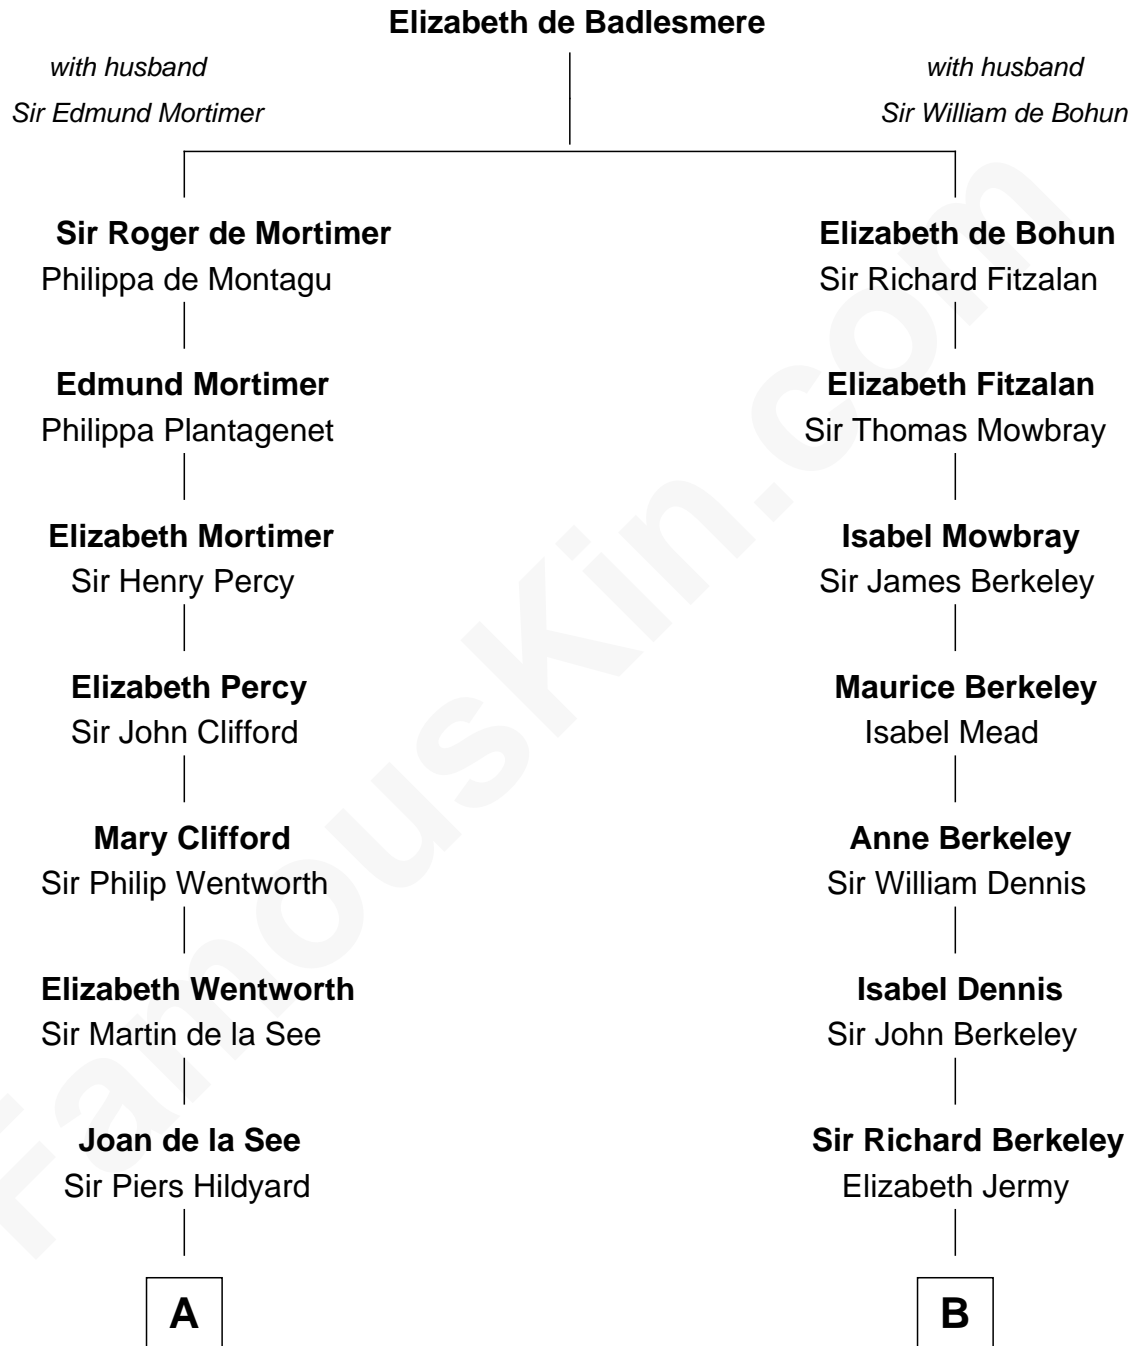 Elizabeth de Badlesmere
with husband
Sir Edmund Mortimer
with husband
Sir William de Bohun
Sir Roger de Mortimer
Philippa de Montagu
Elizabeth de Bohun
Sir Richard Fitzalan
Edmund Mortimer
Philippa Plantagenet
Elizabeth Fitzalan
Sir Thomas Mowbray
Elizabeth Mortimer
Sir Henry Percy
Isabel Mowbray
Sir James Berkeley
Elizabeth Percy
Sir John Clifford
Maurice Berkeley
Isabel Mead
Mary Clifford
Sir Philip Wentworth
Anne Berkeley
Sir William Dennis
Elizabeth Wentworth
Sir Martin de la See
Isabel Dennis
Sir John Berkeley
Joan de la See
Sir Piers Hildyard
Sir Richard Berkeley
Elizabeth Jermy
A
B
FamousKin.com